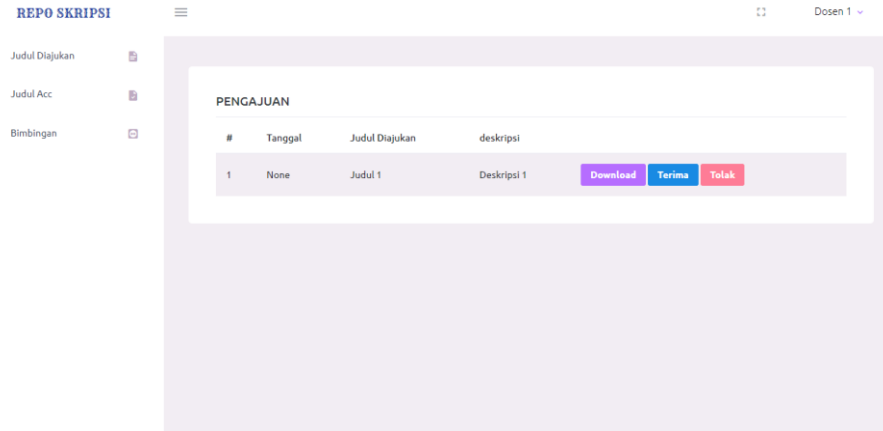 REPO SKRIPSI
Dosen 1
Judul Diajukan
Judul Acc
Bimbingan
PENGAJUAN
# Tanggal Judul Diajukan deskripsi
1 None Judul 1 Deskripsi 1 Download Terima Tolak